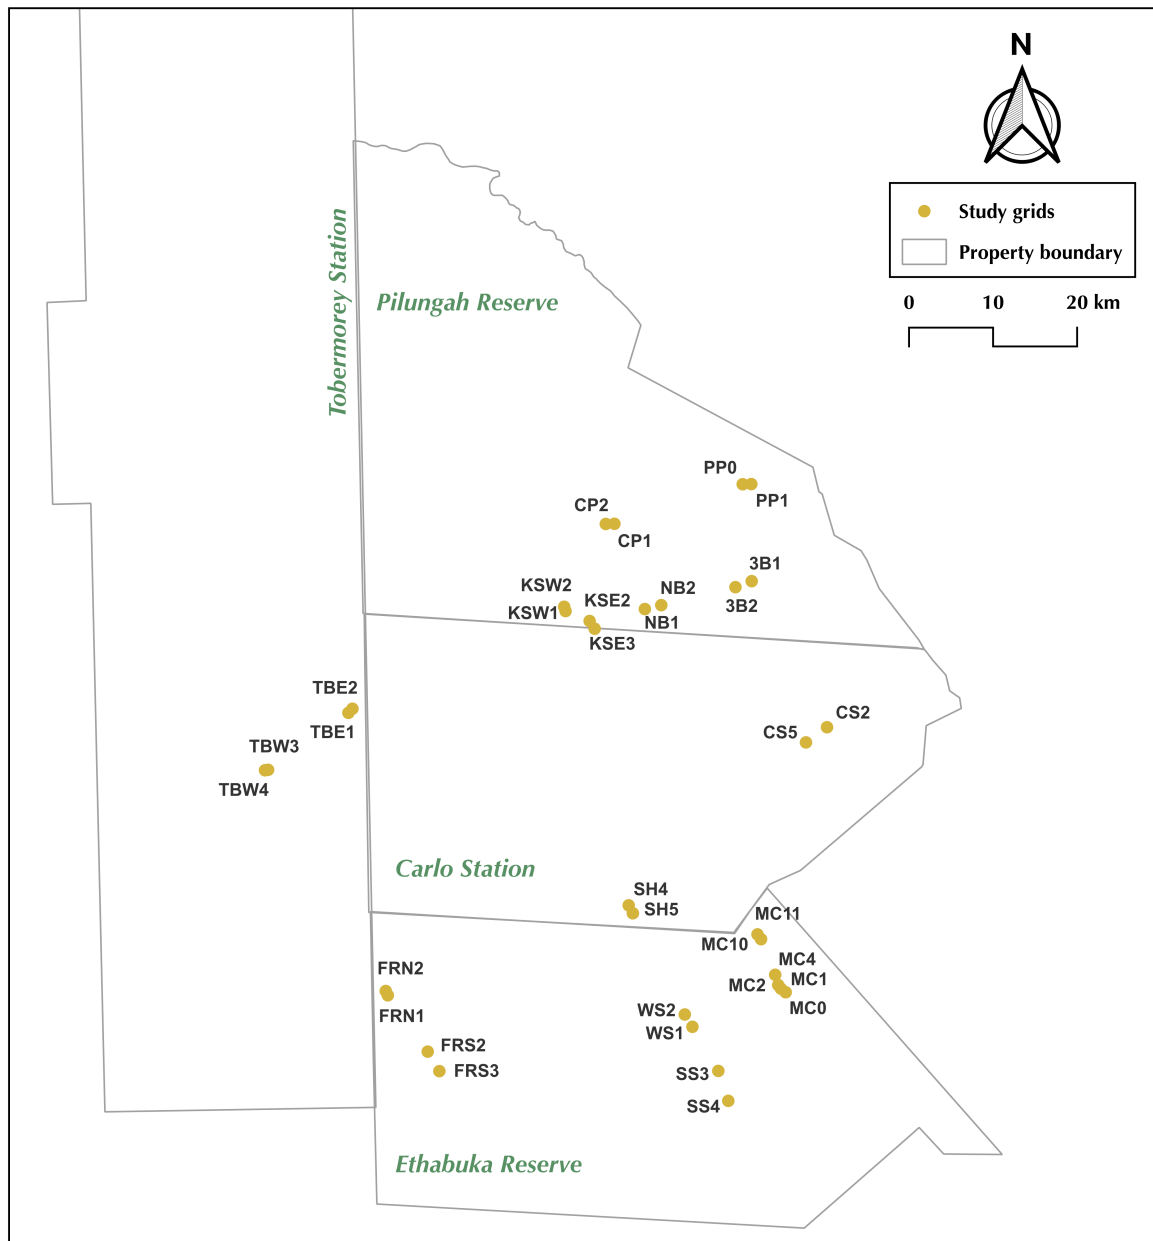 N
Study grids
Property boundary
0 10 20 km
Tobermorey Station
Pilungah Reserve
PP0
PP1
CP2
CP1
3B1
3B2
KSW2
KSW1
KSE2
KSE3
NB2
NB1
TBE2
TBE1
TBW3
TBW4
CS2
CS5
Carlo Station
SH4
SH5
MC11
MC10
MC4
MC1
MC2
MC0
FRN2
FRN1
WS2
WS1
FRS2
FRS3
SS3
SS4
Ethabuka Reserve